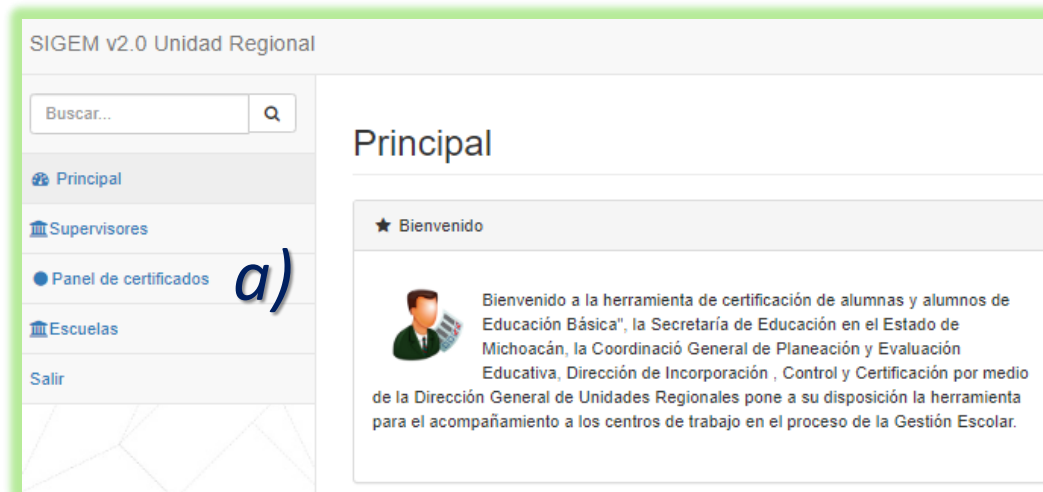 SIGEM v2.0 Unidad Regional
Buscar...
Principal
Supervisores
Panel de certificados
a)
Escuelas
Salir
Principal
Bienvenido
Bienvenido a la herramienta de certificación de alumnas y alumnos de
Educación Básica", la Secretaría de Educación en el Estado de
Michoacán, la Coordinació General de Planeación y Evaluación
Educativa, Dirección de Incorporación , Control y Certificación por medio
de la Dirección General de Unidades Regionales pone a su disposición la herramienta
para el acompañamiento a los centros de trabajo en el proceso de la Gestión Escolar.